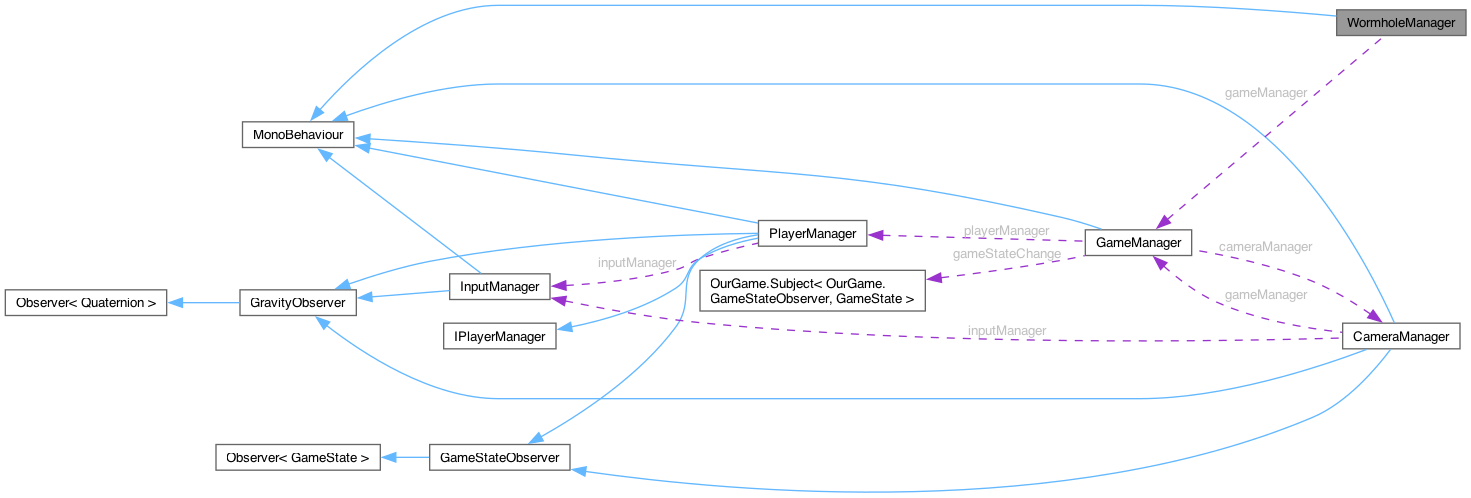 WormholeManager
gameManager
MonoBehaviour
PlayerManager
playerManager
GameManager
cameraManager
gameStateChange
inputManager
InputManager
OurGame.Subject< OurGame.
GameStateObserver, GameState >
gameManager
Observer< Quaternion >
GravityObserver
IPlayerManager
inputManager
CameraManager
Observer< GameState >
GameStateObserver